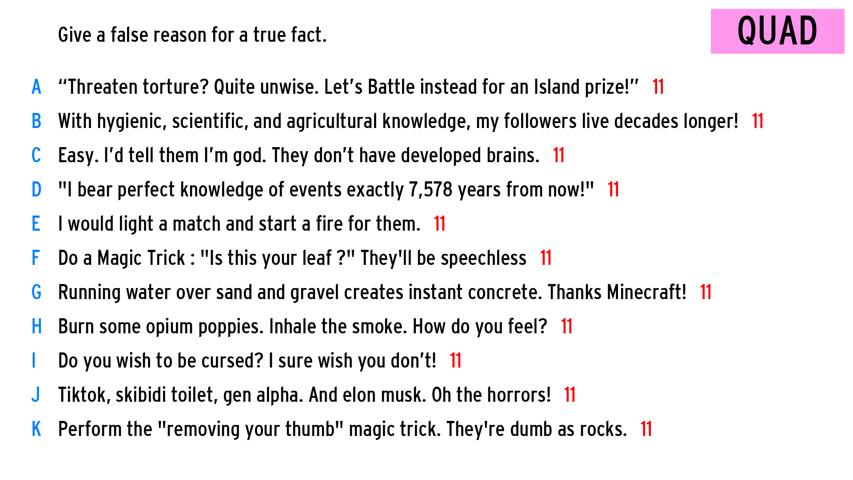 Give a false reason for a true fact.
QUAD
A "Threaten torture? Quite unwise. Let's Battle instead for an Island prize!" 11
B With hygienic, scientific, and agricultural knowledge, my followers live decades longer! 11
C Easy. I'd tell them I'm god. They don't have developed brains. 11
D "I bear perfect knowledge of events exactly 7,578 years from now!" 11
E I would light a match and start a fire for them. 11
F Do a Magic Trick : "Is this your leaf ?" They'll be speechless 11
G Running water over sand and gravel creates instant concrete. Thanks Minecraft! 11
H Burn some opium poppies. Inhale the smoke. How do you feel? 11
I Do you wish to be cursed? I sure wish you don't! 11
J Tiktok, skibidi toilet, gen alpha. And elon musk. Oh the horrors! 11
K Perform the "removing your thumb" magic trick. They're dumb as rocks. 11